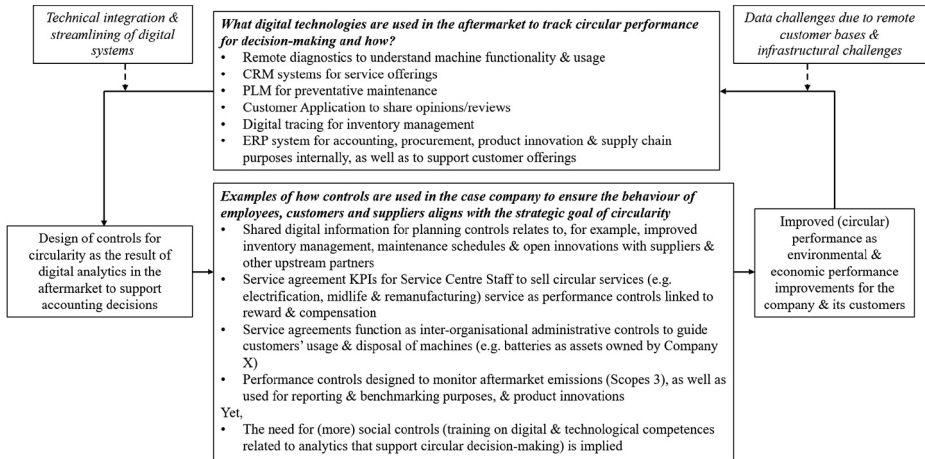 Technical integration &
streamlining of digital
systems
What digital technologies are used in the aftermarket to track circular performance
for decision-making and how?
• Remote diagnostics to understand machine functionality & usage
• CRM systems for service offerings
• PLM for preventative maintenance
• Customer Application to share opinions/reviews
• Digital tracing for inventory management
• ERP system for accounting, procurement, product innovation & supply chain
purposes internally, as well as to support customer offerings
Data challenges due to remote
customer bases &
infrastructural challenges
Design of controls for
circularity as the result of
digital analytics in the
aftermarket to support
accounting decisions
Examples of how controls are used in the case company to ensure the behaviour of
employees, customers and suppliers aligns with the strategic goal of circularity
• Shared digital information for planning controls relates to, for example, improved
inventory management, maintenance schedules & open innovations with suppliers &
other upstream partners
• Service agreement KPIs for Service Centre Staff to sell circular services (e.g.
electrification, midlife & remanufacturing) service as performance controls linked to
reward & compensation
• Service agreements function as inter-organisational administrative controls to guide
customers' usage & disposal of machines (e.g. batteries as assets owned by Company
X)
• Performance controls designed to monitor aftermarket emissions (Scopes 3), as well as
used for reporting & benchmarking purposes, & product innovations
Yet,
• The need for (more) social controls (training on digital & technological competences
related to analytics that support circular decision-making) is implied
Improved (circular)
performance as
environmental &
economic performance
improvements for the
company & its customers